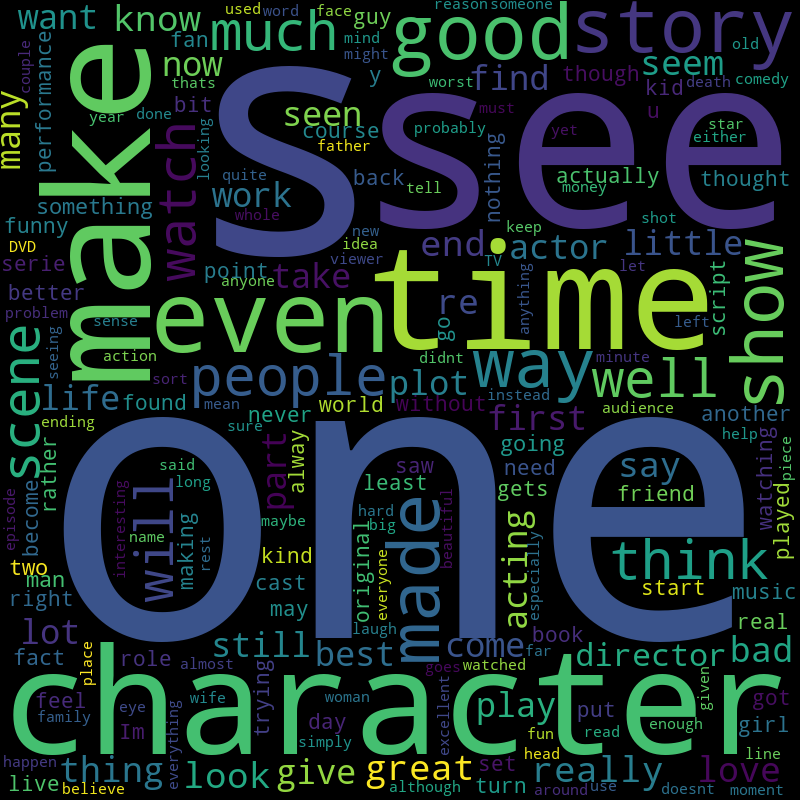 used
word
face
reason
someone
want
know
much
guy
good
story
couple
fan
mind
might
old
many
performance
make
now
S
see
y
worst
though
seem
comedy
thats
bit
find
death
year
seen
kid
must
done
looking
course
u
star
watch
father
probably
yet
either
something
quite
work
back
nothing
actually
thought
tell
money
funny
whole
new
keep
shot
DVD
idea
end
actor
little
serie
point
take
viewer
TV
let
show
better
anyone
time
anything
script
problem
sense
even
re
go
left
scene
seeing
action
didnt
way
minute
people
plot
well
sort
mean
instead
life
found
never
world
without
first
audience
another
ending
sure
going
help
rather
part
alway
said
saw
need
say
watching
piece
long
least
gets
friend
played
become
will
interesting
hard
beautiful
episode
name
making
maybe
big
original
made
acting
one
especially
two
rest
kind
everyone
think
man
cast
start
music
right
may
laugh
real
lot
still
best
come
book
director
bad
fact
role
almost
goes
watched
far
place
trying
character
feel
eye
wife
woman
excellent
play
put
given
got
family
Im
day
fun
read
enough
girl
everything
simply
head
line
happen
thing
look
give
great
set
really
love
live
believe
although
turn
around
use
doesnt
moment